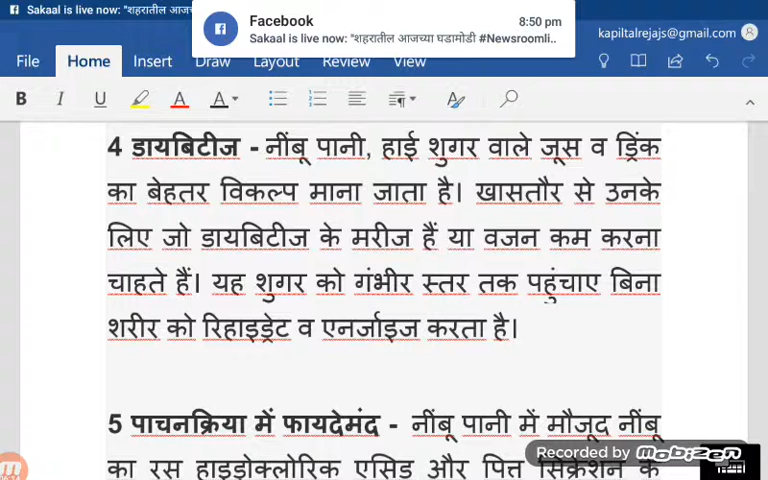 Sakaal is live now: "शहरातील आज
Facebook
8:50 pm
Sakaal is live now: "शहरातील आजच्या घडामोडी #Newsroomli..
kapiltalrejajs@gmail.com
File Home Insert Draw Layout Review View
B I U A A
4 डायबिटीज - नींबू पानी, हाई शुगर वाले जूस व ड्रिंक
का बेहतर विकल्प माना जाता है। खासतौर से उनके
लिए जो डायबिटीज के मरीज हैं या वजन कम करना
चाहते हैं। यह शुगर को गंभीर स्तर तक पहुंचाए बिना
शरीर को रिहाइड्रेट व एनर्जाइज करता है।
5 पाचनक्रिया में फायदेमंद - नींबू पानी में मौजूद नींबू
का रस हाइड्रोक्लोरिक एसिड और पित्त सिक्रेशन के
Recorded by Mobizen